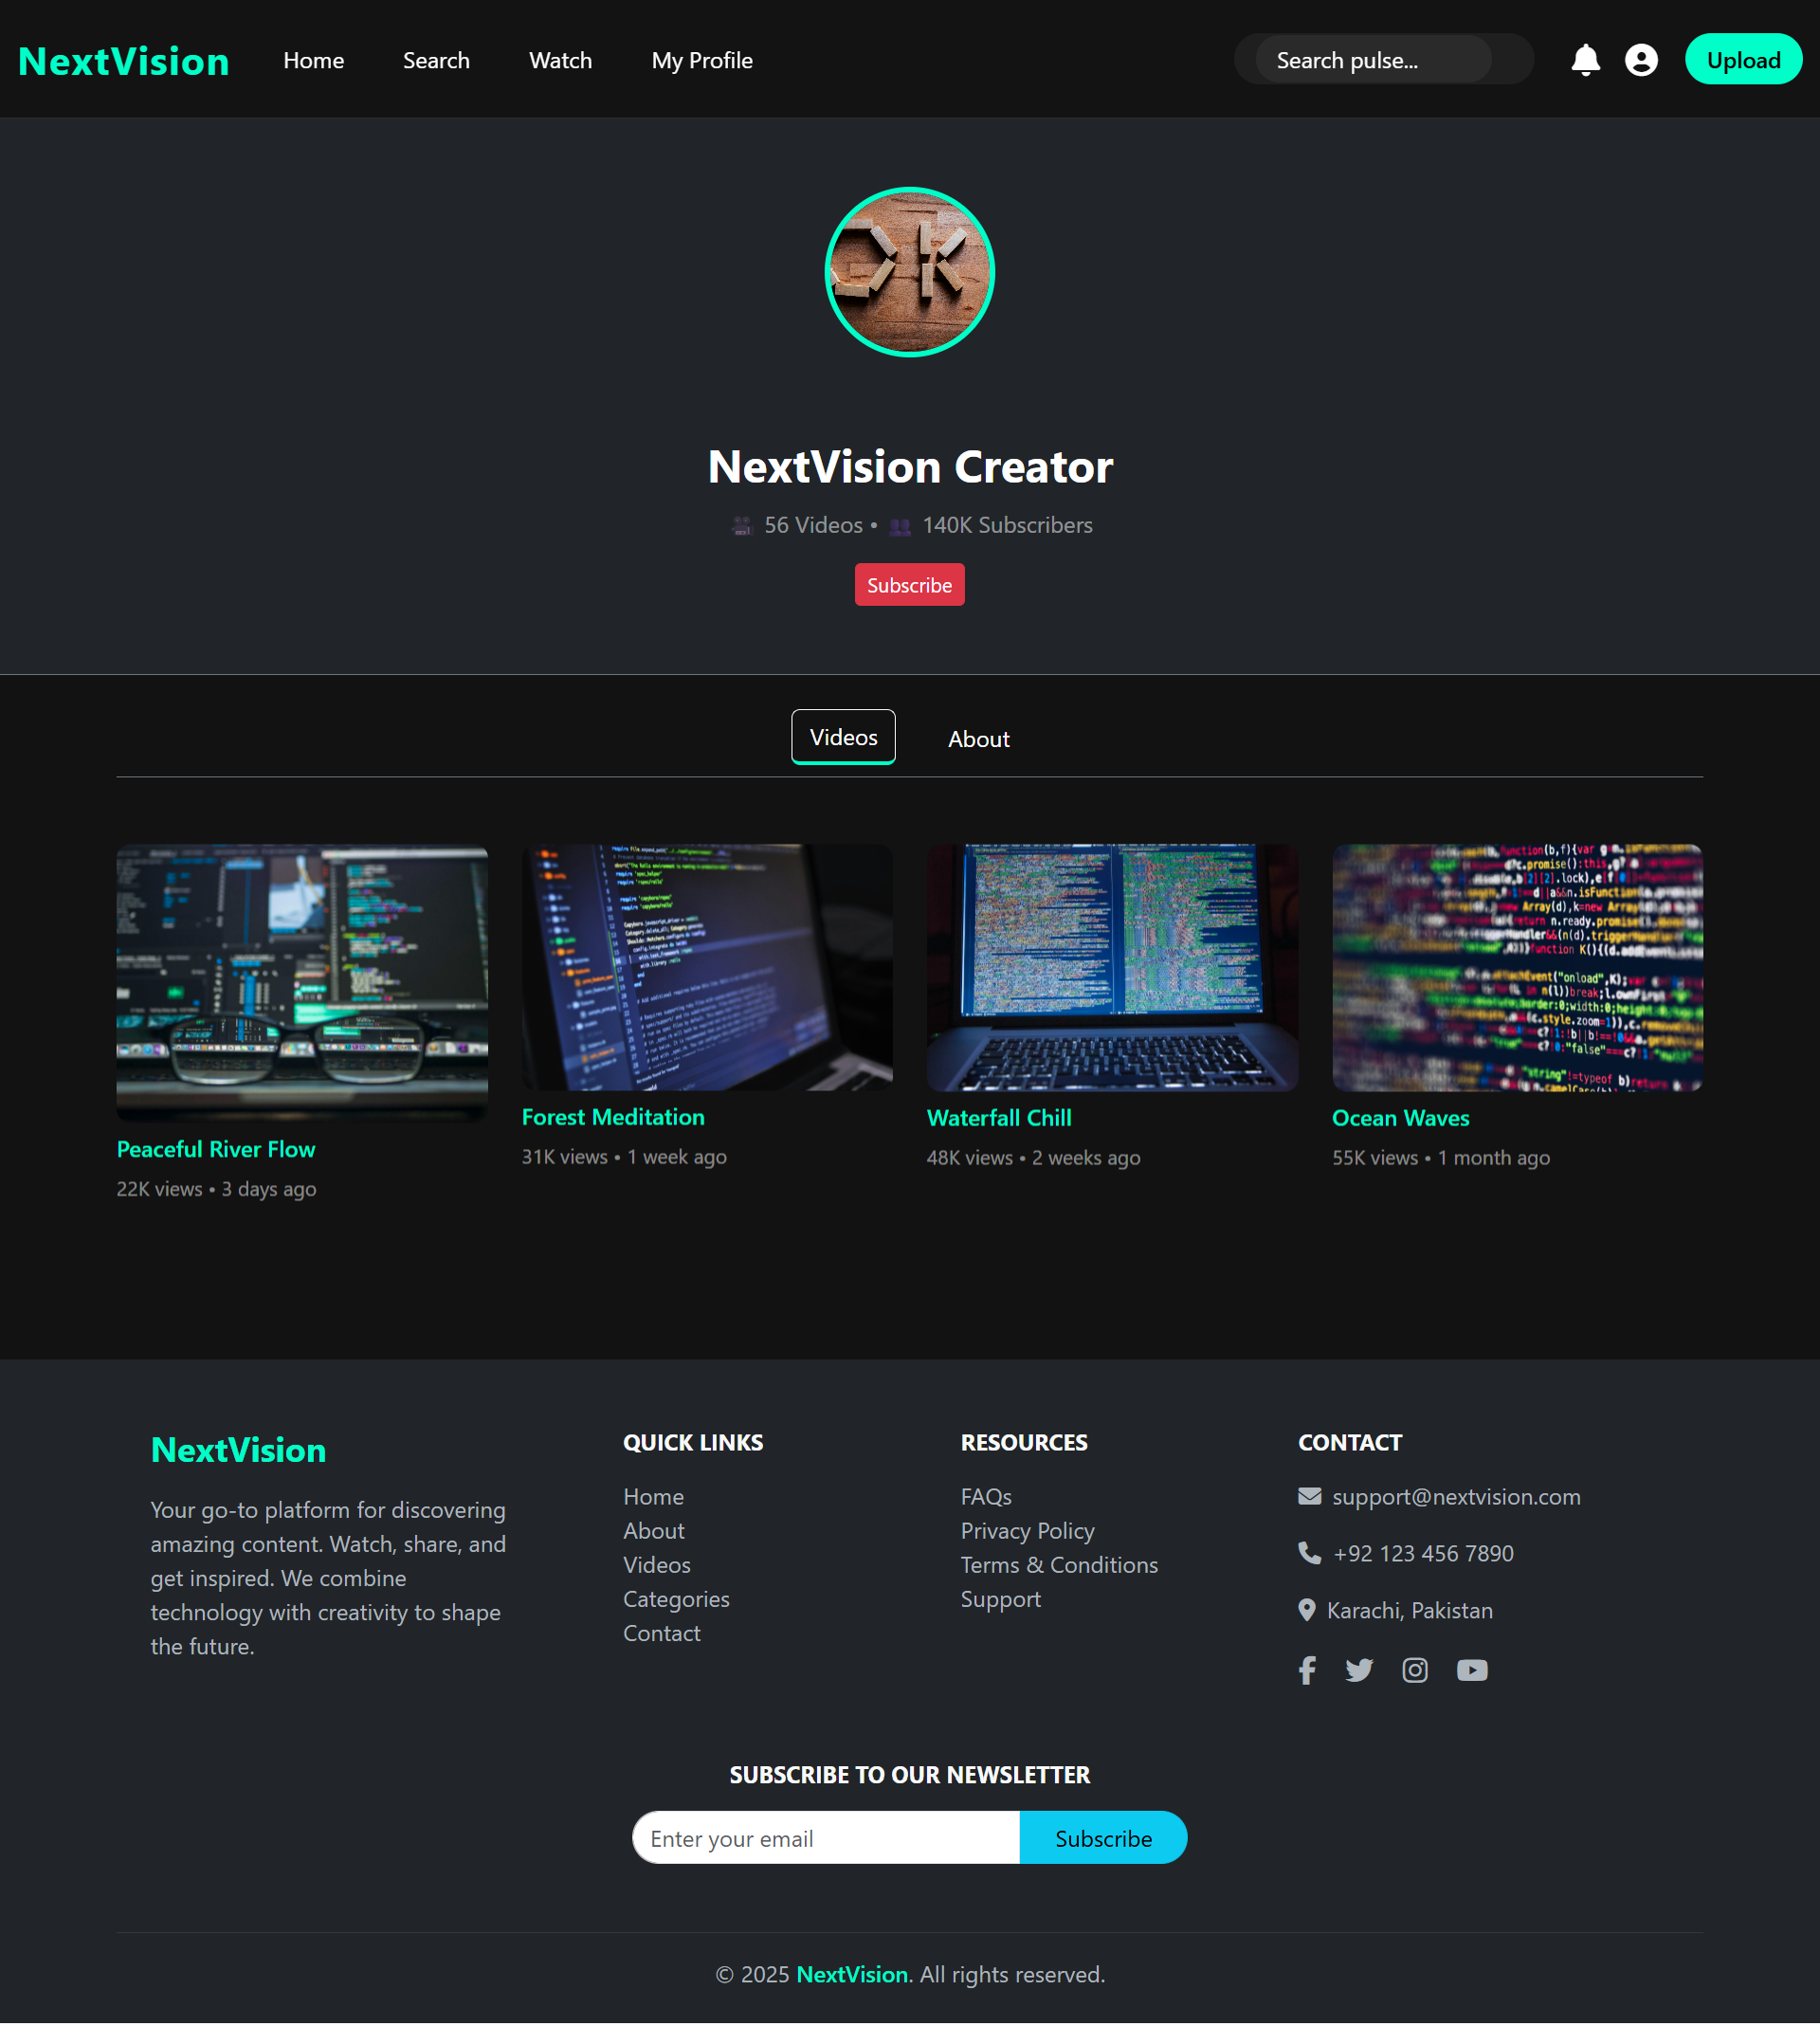 NextVision Home Search Watch My Profile Search pulse... Upload
NextVision Creator
56 Videos • 140K Subscribers
Subscribe
Videos About
Peaceful River Flow
22K views • 3 days ago
Forest Meditation
31K views • 1 week ago
Waterfall Chill
48K views • 2 weeks ago
Ocean Waves
55K views • 1 month ago
NextVision
Your go-to platform for discovering
amazing content. Watch, share, and
get inspired. We combine
technology with creativity to shape
the future.
QUICK LINKS
Home
About
Videos
Categories
Contact
RESOURCES
FAQs
Privacy Policy
Terms & Conditions
Support
CONTACT
support@nextvision.com
+92 123 456 7890
Karachi, Pakistan
SUBSCRIBE TO OUR NEWSLETTER
Enter your email Subscribe
© 2025 NextVision. All rights reserved.